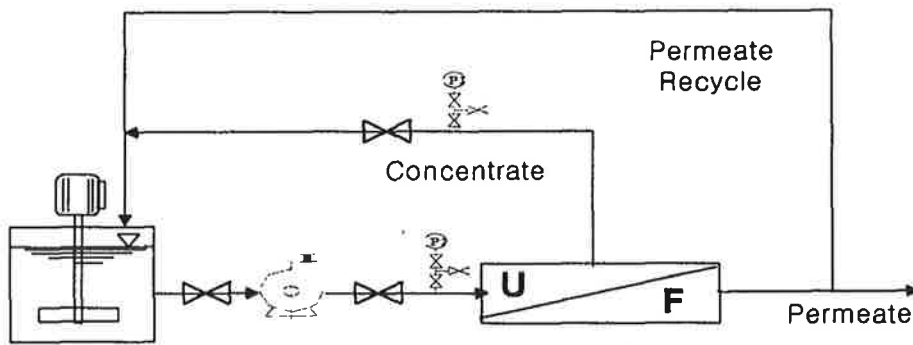 Permeate
Recycle
P
Concentrate
P
U
F
Permeate